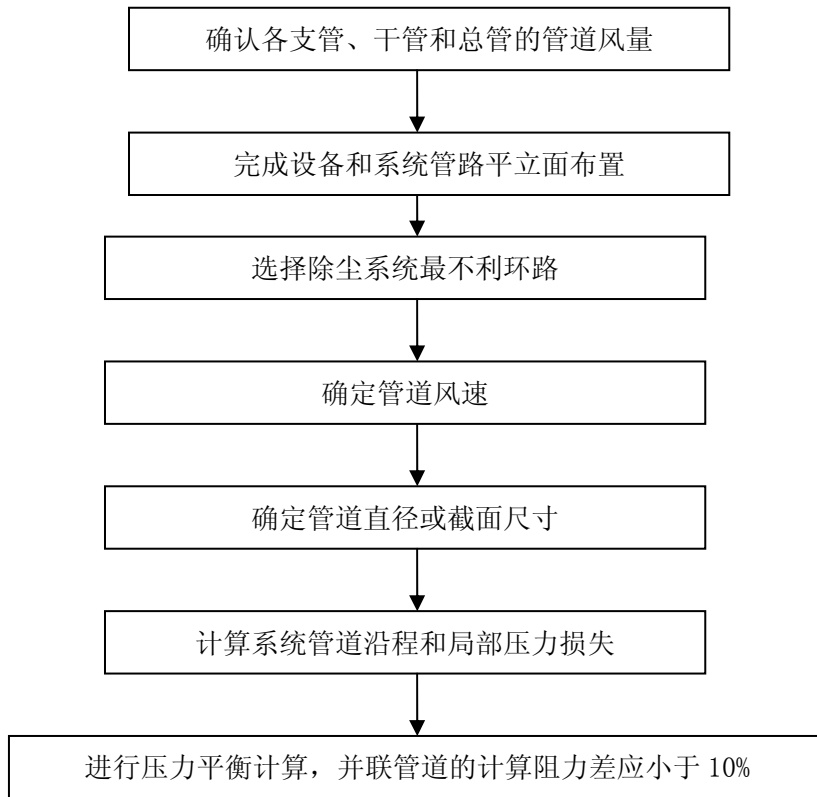 确认各支管、干管和总管的管道风量
完成设备和系统管路平立面布置
选择除尘系统最不利环路
确定管道风速
确定管道直径或截面尺寸
计算系统管道沿程和局部压力损失
进行压力平衡计算，并联管道的计算阻力差应小于 10%